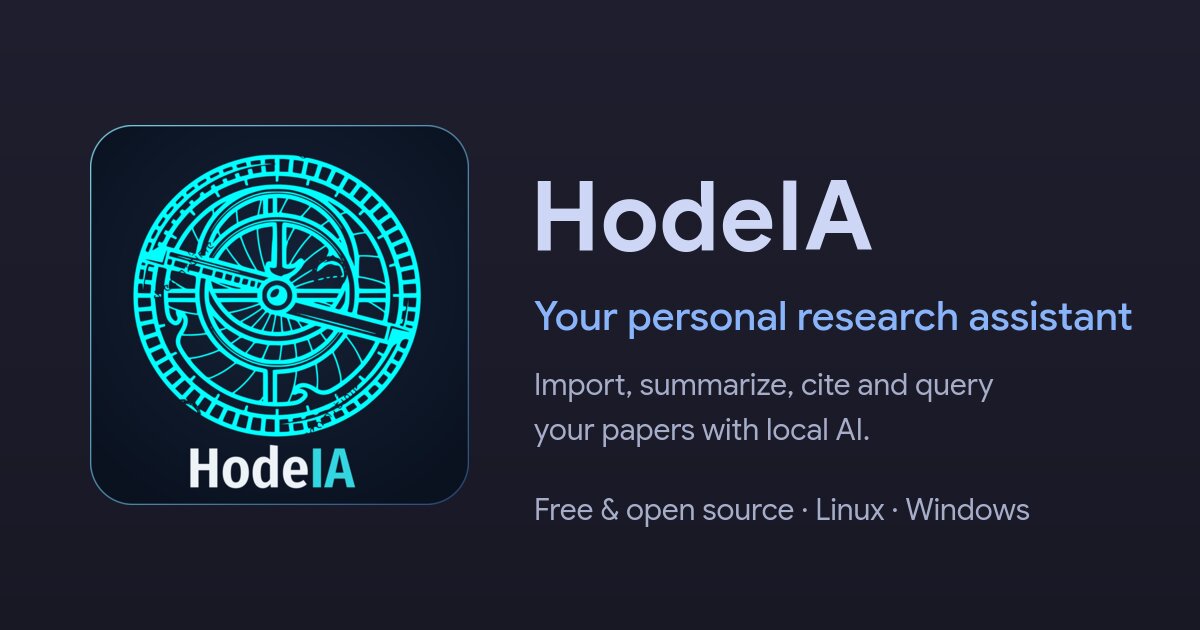 HodeIA
HodeIA
Your personal research assistant
Import, summarize, cite and query
your papers with local AI.
Free & open source · Linux · Windows